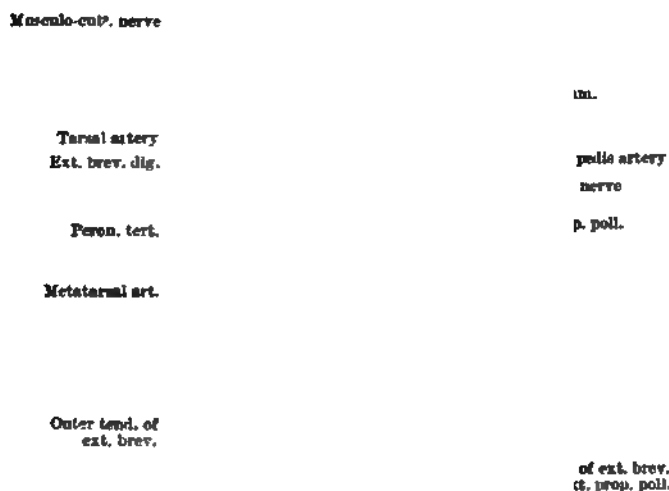 Musculo-cutⁿ. nerve
Tarsal artery
Ext. brev. dig.
pedis artery
nerve
Peron. tert.
p. poll.
Metatarsal art.
Outer tend. of
ext. brev.
of ext. brev.
prop. poll.